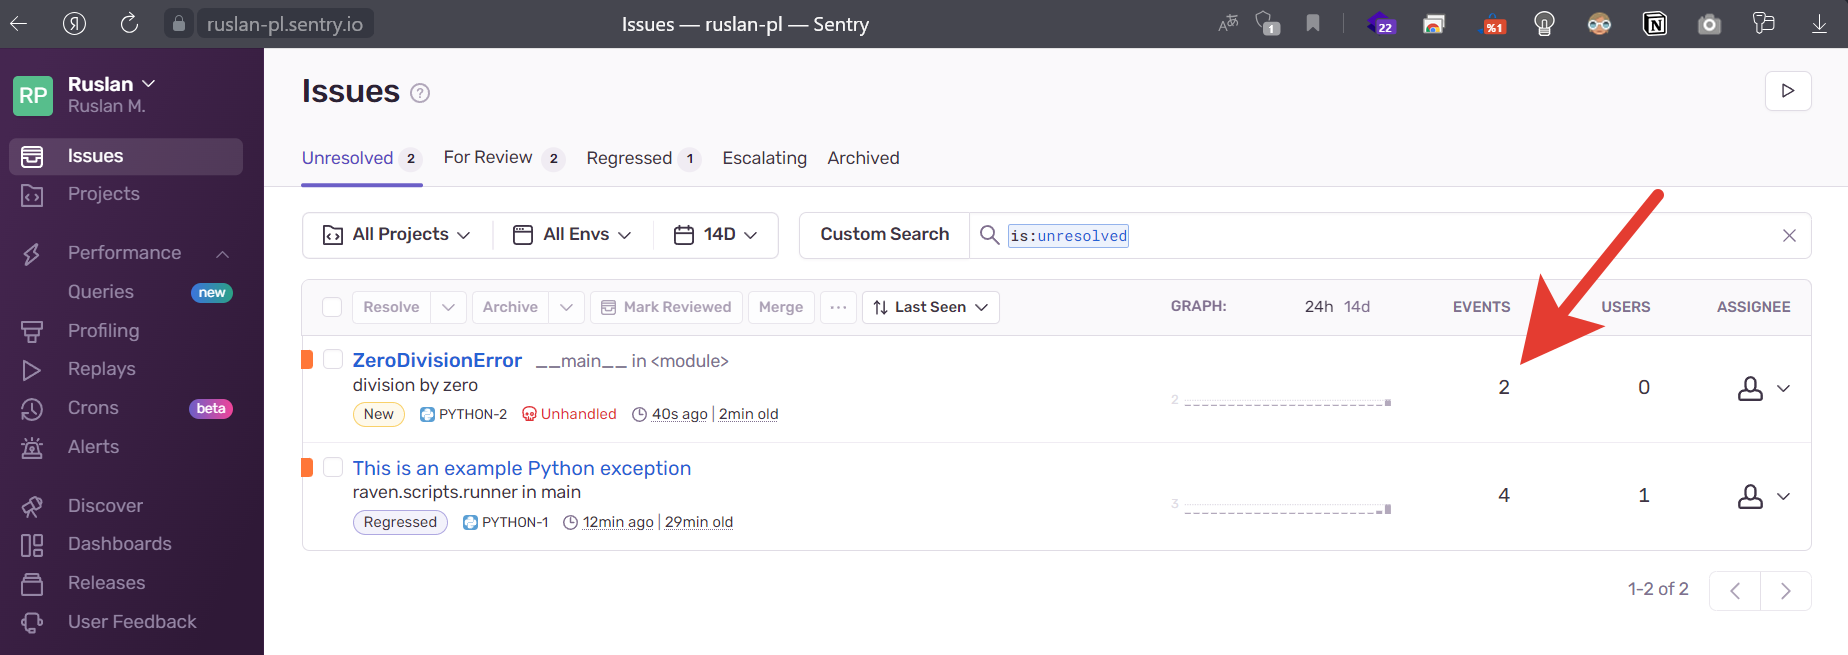 Я
ruslan-pl.sentry.io
Issues — ruslan-pl — Sentry
1
22
%1
N
RP
Ruslan
Ruslan M.
Issues
Projects
Performance
Queries new
Profiling
Replays
Crons beta
Alerts
Discover
Dashboards
Releases
User Feedback
Issues ?
Unresolved 2 For Review 2 Regressed 1 Escalating Archived
All Projects All Envs 14D Custom Search is:unresolved
Resolve Archive Mark Reviewed Merge ... Last Seen GRAPH: 24h 14d EVENTS USERS ASSIGNEE
ZeroDivisionError __main__ in <module>
division by zero
New PYTHON-2 Unhandled 40s ago | 2min old
2 2 0
This is an example Python exception
raven.scripts.runner in main
Regressed PYTHON-1 12min ago | 29min old
3 4 1
1-2 of 2